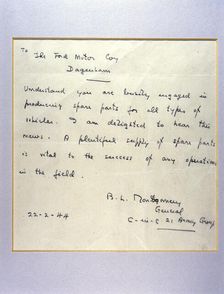 To The Ford Motor Coy
Dagenham
Understand you are busily engaged in
producing spare parts for all types of
vehicles. I am delighted to hear this
news. A plentiful supply of spare parts
is vital to the success of any operations
in the field.
B. L. Montgomery
General
C-in-C 21 Army Group
22-2-44